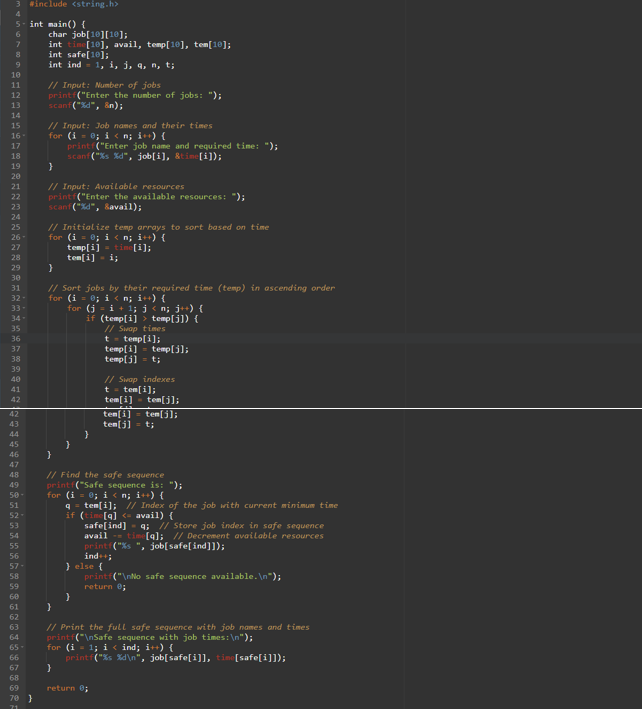 3 #include <string.h>
4
5 int main() {
6 char job[10][10];
7 int time[10], avail, temp[10], tem[10];
8 int safe[10];
9 int ind = 1, i, j, q, n, t;
10
11 // Input: Number of jobs
12 printf("Enter the number of jobs: ");
13 scanf("%d", &n);
14
15 // Input: Job names and their times
16 for (i = 0; i < n; i++) {
17 printf("Enter job name and required time: ");
18 scanf("%s %d", job[i], &time[i]);
19 }
20
21 // Input: Available resources
22 printf("Enter the available resources: ");
23 scanf("%d", &avail);
24
25 // Initialize temp arrays to sort based on time
26 for (i = 0; i < n; i++) {
27 temp[i] = time[i];
28 tem[i] = i;
29 }
30
31 // Sort jobs by their required time (temp) in ascending order
32 for (i = 0; i < n; i++) {
33 for (j = i + 1; j < n; j++) {
34 if (temp[i] > temp[j]) {
35 // Swap times
36 t = temp[i];
37 temp[i] = temp[j];
38 temp[j] = t;
39
40 // Swap indexes
41 t = tem[i];
42 tem[i] = tem[j];
42 tem[i] = tem[j];
43 tem[j] = t;
44 }
45 }
46 }
47
48 // Find the safe sequence
49 printf("Safe sequence is: ");
50 for (i = 0; i < n; i++) {
51 q = tem[i]; // Index of the job with current minimum time
52 if (time[q] <= avail) {
53 safe[ind] = q; // Store job index in safe sequence
54 avail -= time[q]; // Decrement available resources
55 printf("%s ", job[safe[ind]]);
56 ind++;
57 } else {
58 printf("\nNo safe sequence available.\n");
59 return 0;
60 }
61 }
62
63 // Print the full safe sequence with job names and times
64 printf("\nSafe sequence with job times:\n");
65 for (i = 1; i < ind; i++) {
66 printf("%s %d\n", job[safe[i]], time[safe[i]]);
67 }
68
69 return 0;
70 }
71